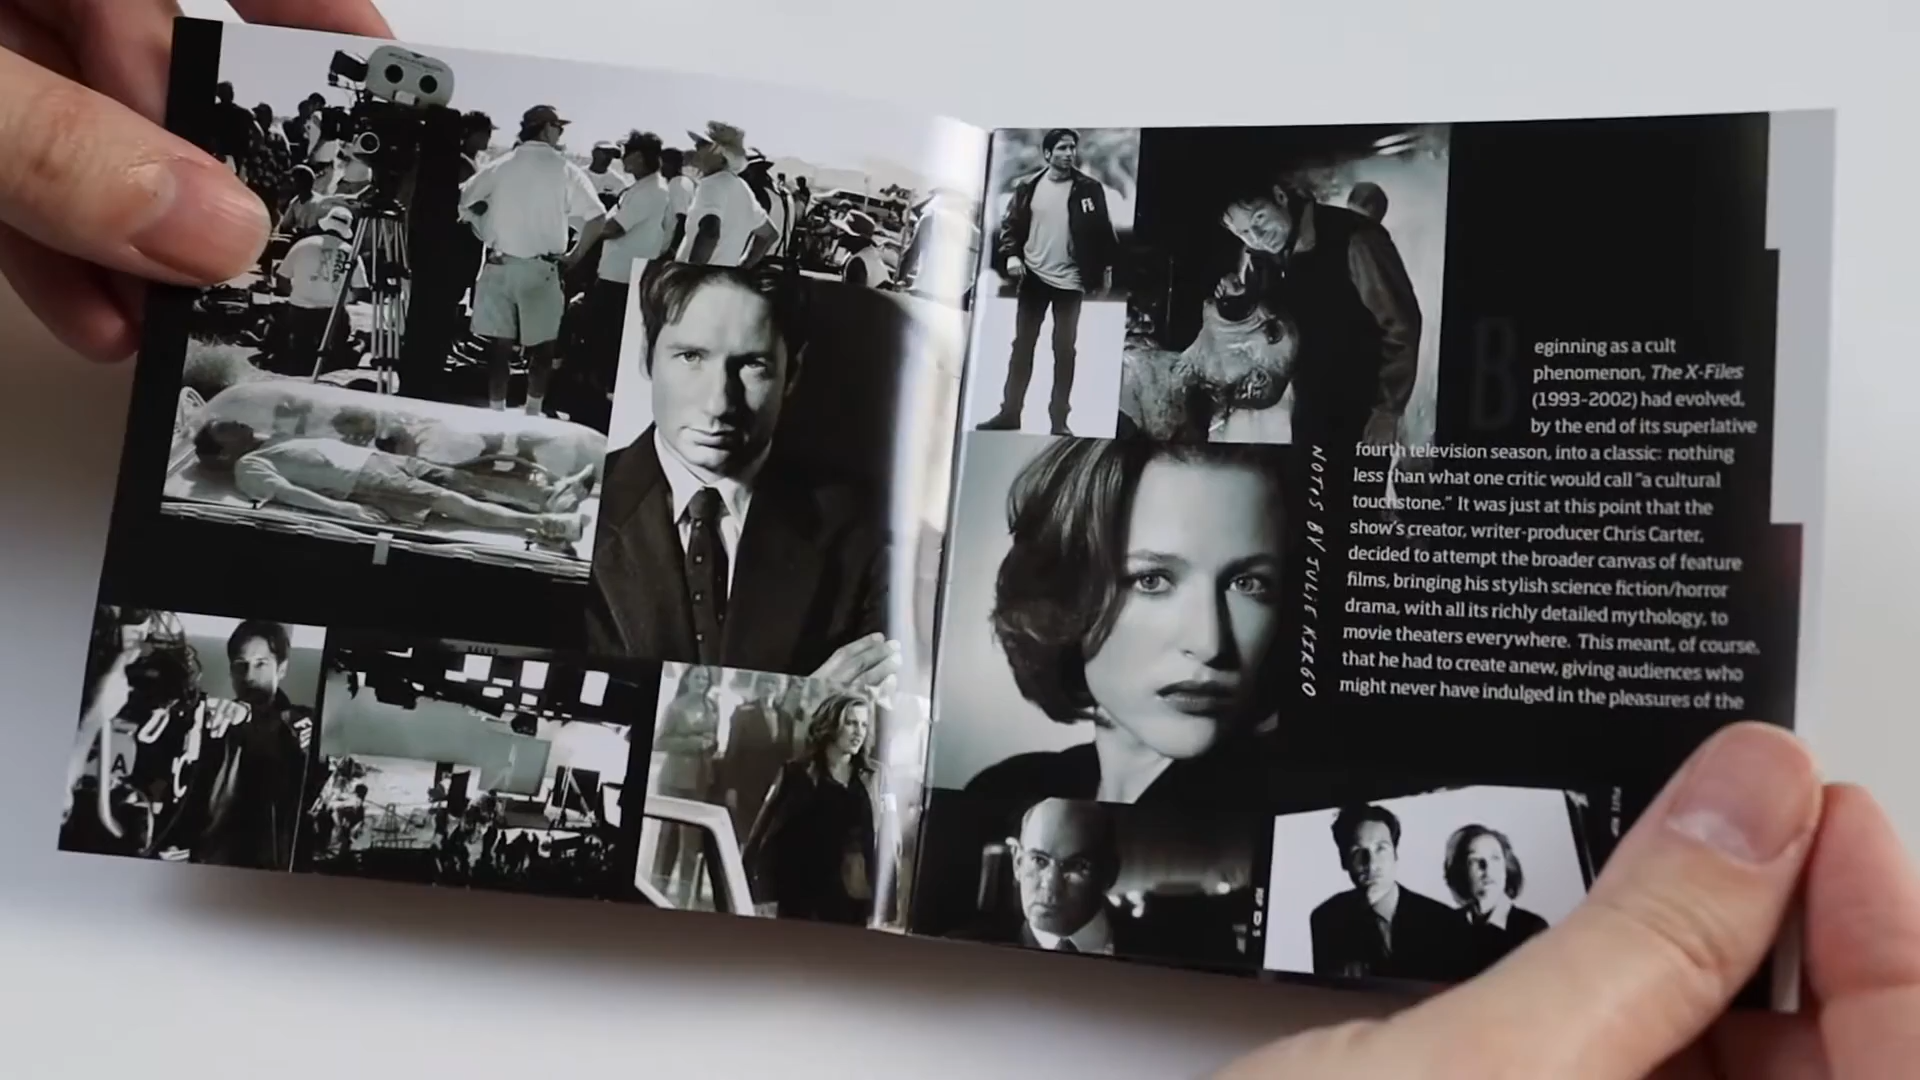 FB
A
NOTES BY JULIE KIRGO
Beginning as a cult
phenomenon, The X-Files
(1993-2002) had evolved,
by the end of its superlative
fourth television season, into a classic: nothing
less than what one critic would call "a cultural
touchstone." It was just at this point that the
show's creator, writer-producer Chris Carter,
decided to attempt the broader canvas of feature
films, bringing his stylish science fiction/horror
drama, with all its richly detailed mythology, to
movie theaters everywhere. This meant, of course,
that he had to create anew, giving audiences who
might never have indulged in the pleasures of the